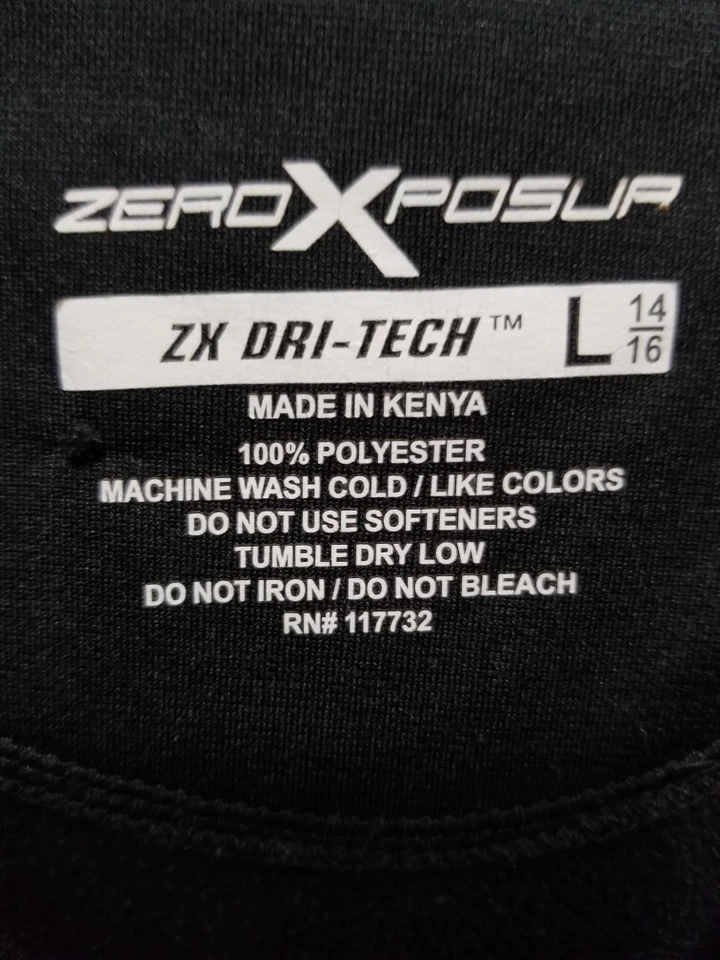 ZEROXPOSUR
ZX DRI-TECH™ L 14/16
MADE IN KENYA
100% POLYESTER
MACHINE WASH COLD / LIKE COLORS
DO NOT USE SOFTENERS
TUMBLE DRY LOW
DO NOT IRON / DO NOT BLEACH
RN# 117732